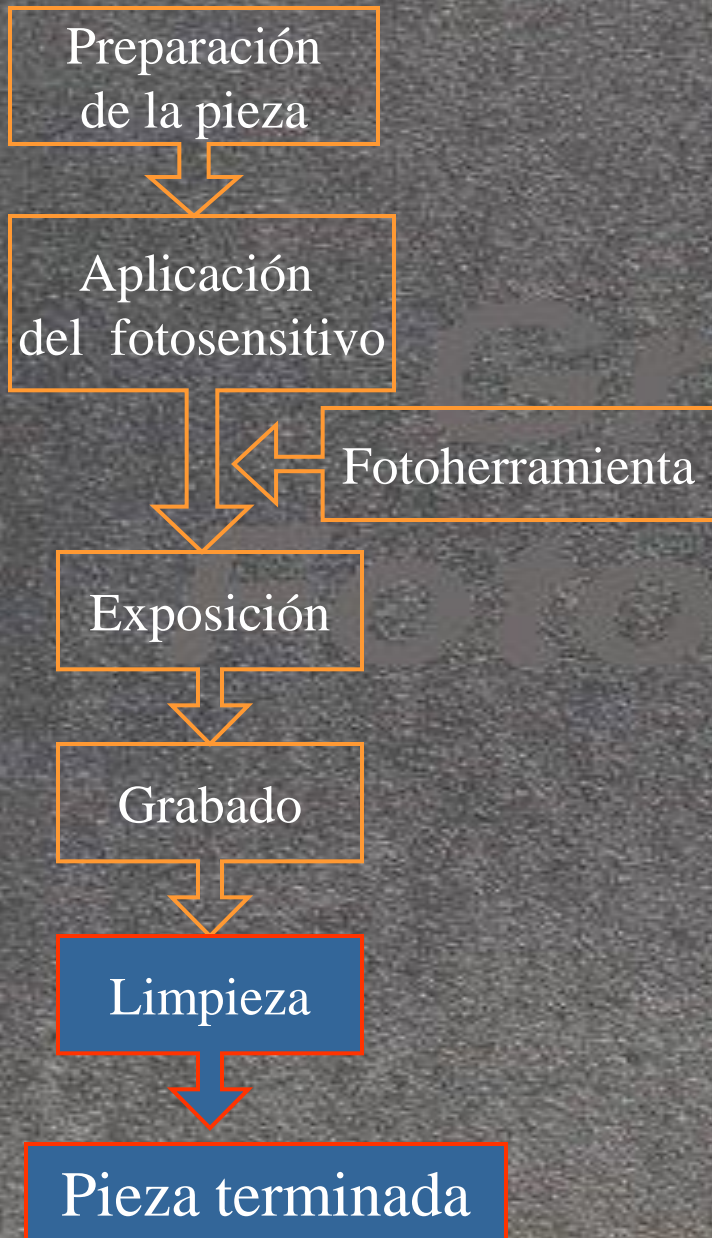 Preparación
de la pieza
Aplicación
del fotosensitivo
Fotoherramienta
Exposición
Grabado
Limpieza
Pieza terminada